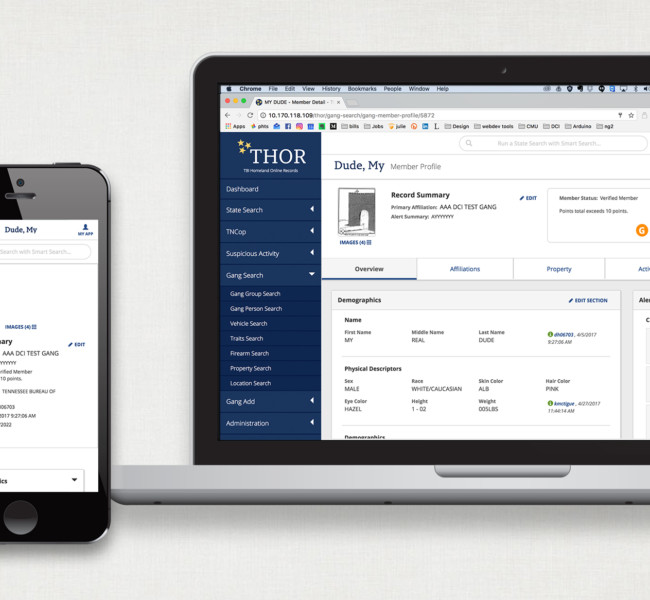 Chrome File Edit View History Bookmarks People Window Help
MY DUDE - Member Detail - T
10.170.118.109/thor/gang-search/gang-member-profile/6872
Apps phts bills Jobs julie Design webdev tools CMU DCI Arduino ng2
THOR
TBI Homeland Online Records
Dashboard
State Search
TNCop
Suspicious Activity
Gang Search
Gang Group Search
Gang Person Search
Vehicle Search
Traits Search
Firearm Search
Property Search
Location Search
Gang Add
Administration
Run a State Search with Smart Search...
Dude, My Member Profile
IMAGES (4)
Record Summary
EDIT
Primary Affiliation: AAA DCI TEST GANG
Alert Summary: AYYYYYYY
Member Status: Verified Member
Points total exceeds 10 points.
G
Overview Affiliations Property Activ
Demographics
EDIT SECTION
Aler
C
Name
First Name Middle Name Last Name
MY REAL DUDE
dh06703, 4/5/2017
9:27:06 AM
Physical Descriptors
Sex Race Skin Color Hair Color
MALE WHITE/CAUCASIAN ALB PINK
Eye Color Height Weight
HAZEL 1 - 02 005LBS
kmctigue, 4/27/2017
11:44:14 AM
Demographics
Dude, My
MY APP
Search with Smart Search...
IMAGES (4)
ary
EDIT
AAA DCI TEST GANG
YYYYYYY
rified Member
10 points.
TENNESSEE BUREAU OF
h06703
2017 9:27:06 AM
/2022
ics